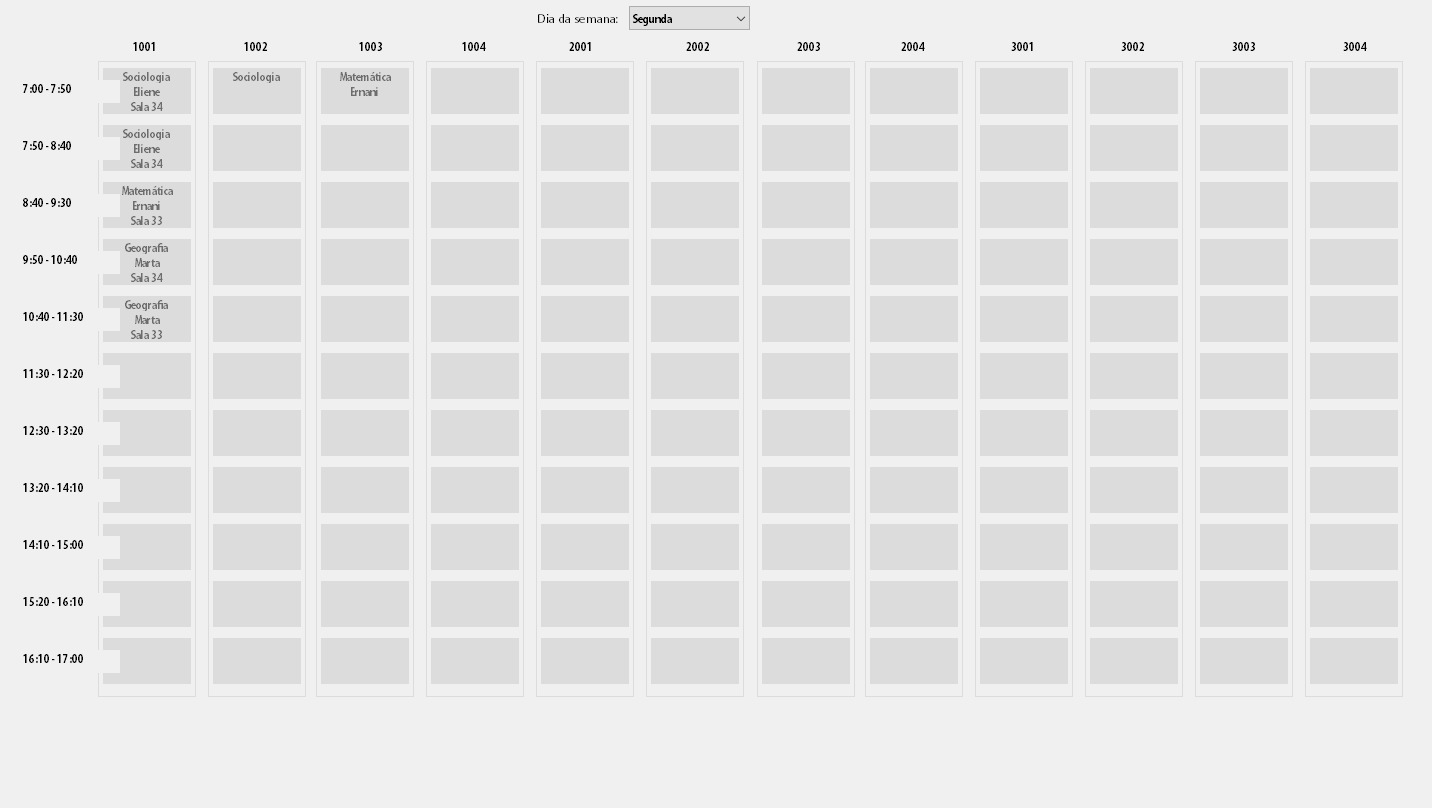 Dia da semana: Segunda
1001 1002 1003 1004 2001 2002 2003 2004 3001 3002 3003 3004
7:00 - 7:50
Sociologia
Eliene
Sala 34
Sociologia
Matemática
Ernani
7:50 - 8:40
Sociologia
Eliene
Sala 34
8:40 - 9:30
Matemática
Ernani
Sala 33
9:50 - 10:40
Geografia
Marta
Sala 34
10:40 - 11:30
Geografia
Marta
Sala 33
11:30 - 12:20
12:30 - 13:20
13:20 - 14:10
14:10 - 15:00
15:20 - 16:10
16:10 - 17:00